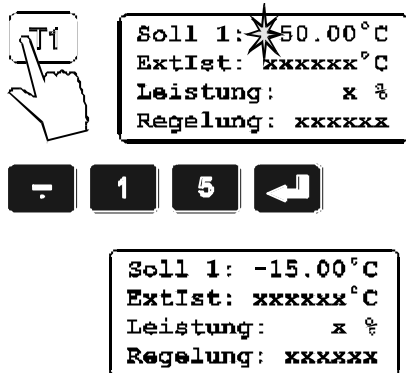 T1
Soll 1: 50.00°C
ExtIst: xxxxxx°C
Leistung: x %
Regelung: xxxxxx
- 1 5 ↵
Soll 1: -15.00°C
ExtIst: xxxxxx°C
Leistung: x %
Regelung: xxxxxx